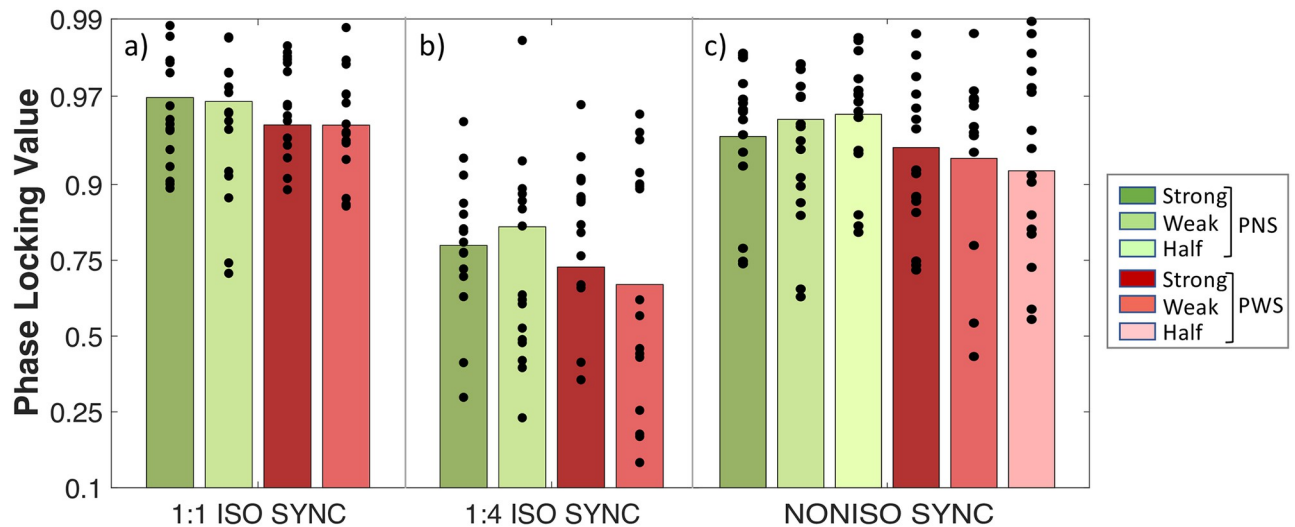 Phase Locking Value
0.99
0.97
0.9
0.75
0.5
0.25
0.1
a)
b)
c)
1:1 ISO SYNC
1:4 ISO SYNC
NONISO SYNC
Strong
Weak
Half
PNS
Strong
Weak
Half
PWS